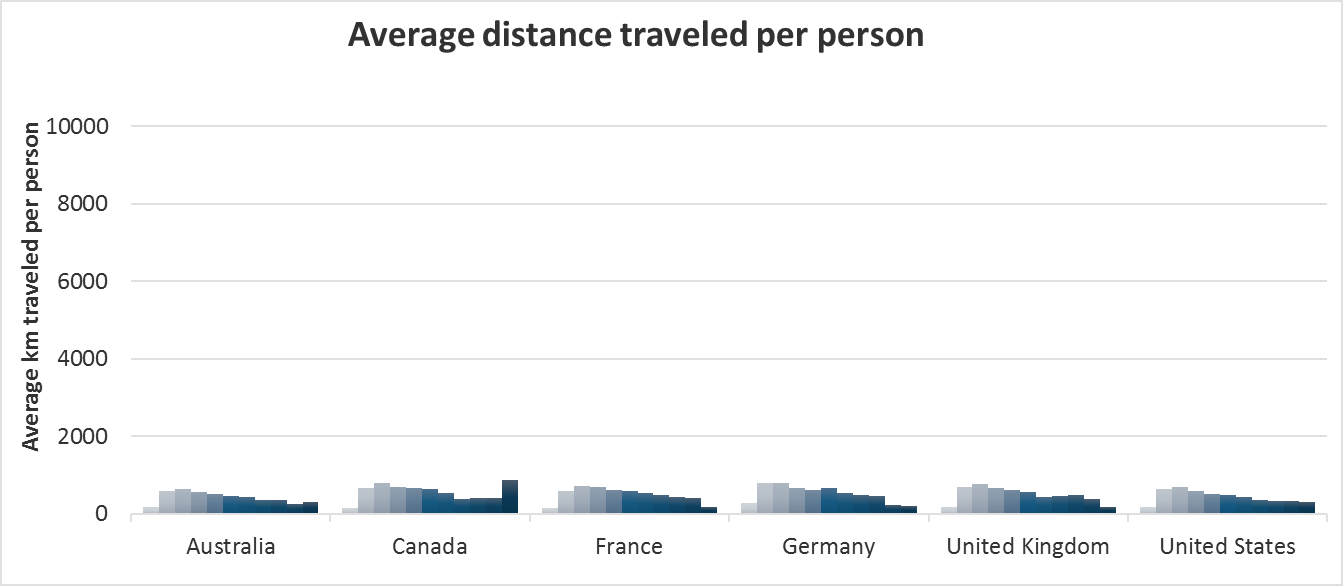 Average distance traveled per person
Average km traveled per person
10000
8000
6000
4000
2000
0
Australia
Canada
France
Germany
United Kingdom
United States